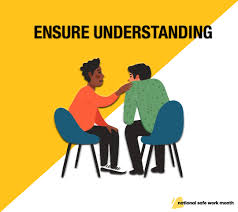 ENSURE UNDERSTANDING
national safe work month